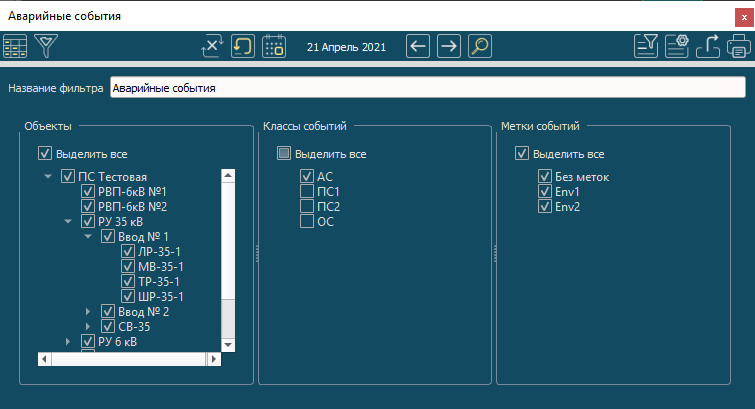 Аварийные события
21 Апрель 2021
Название фильтра Аварийные события
Объекты
Выделить все
ПС Тестовая
РВП-6кВ №1
РВП-6кВ №2
РУ 35 кВ
Ввод № 1
ЛР-35-1
МВ-35-1
ТР-35-1
ШР-35-1
Ввод № 2
СВ-35
РУ 6 кВ
Классы событий
Выделить все
АС
ПС1
ПС2
ОС
Метки событий
Выделить все
Без меток
Env1
Env2